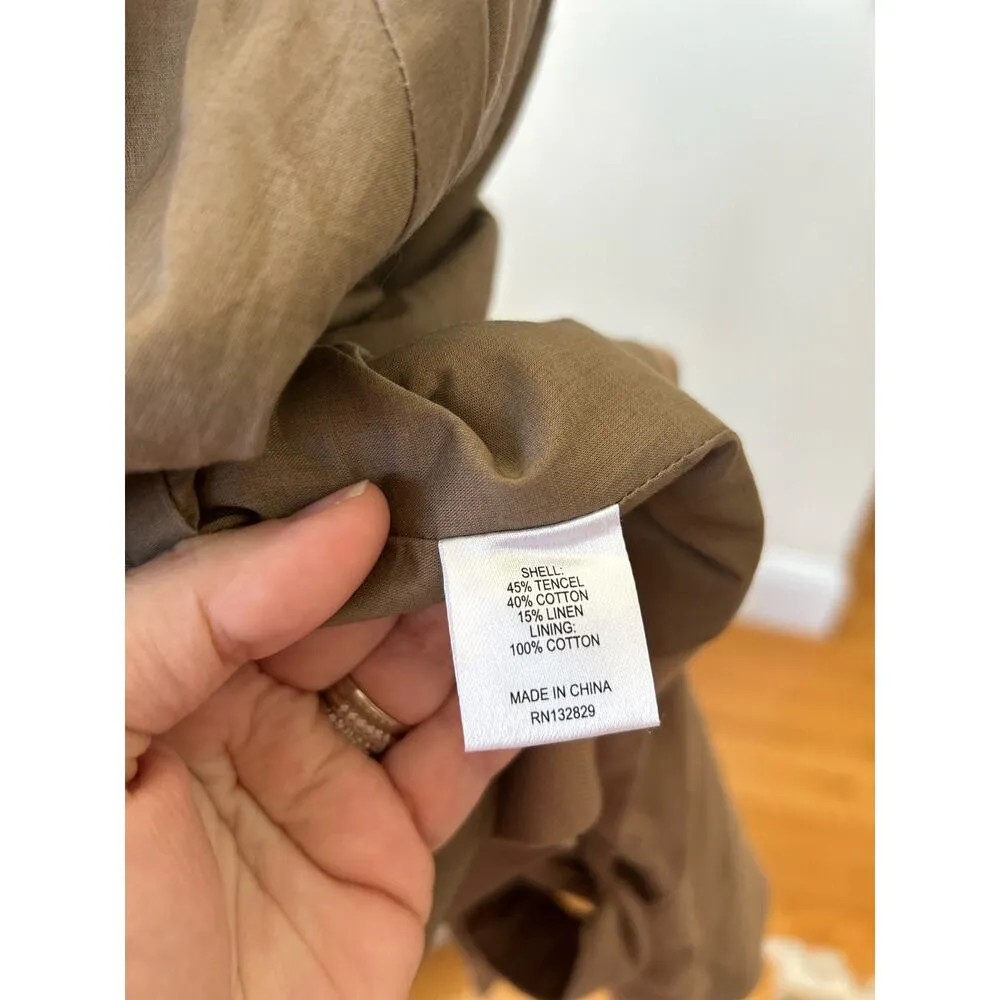 SHELL:
45% TENCEL
40% COTTON
15% LINEN
LINING:
100% COTTON
MADE IN CHINA
RN132829